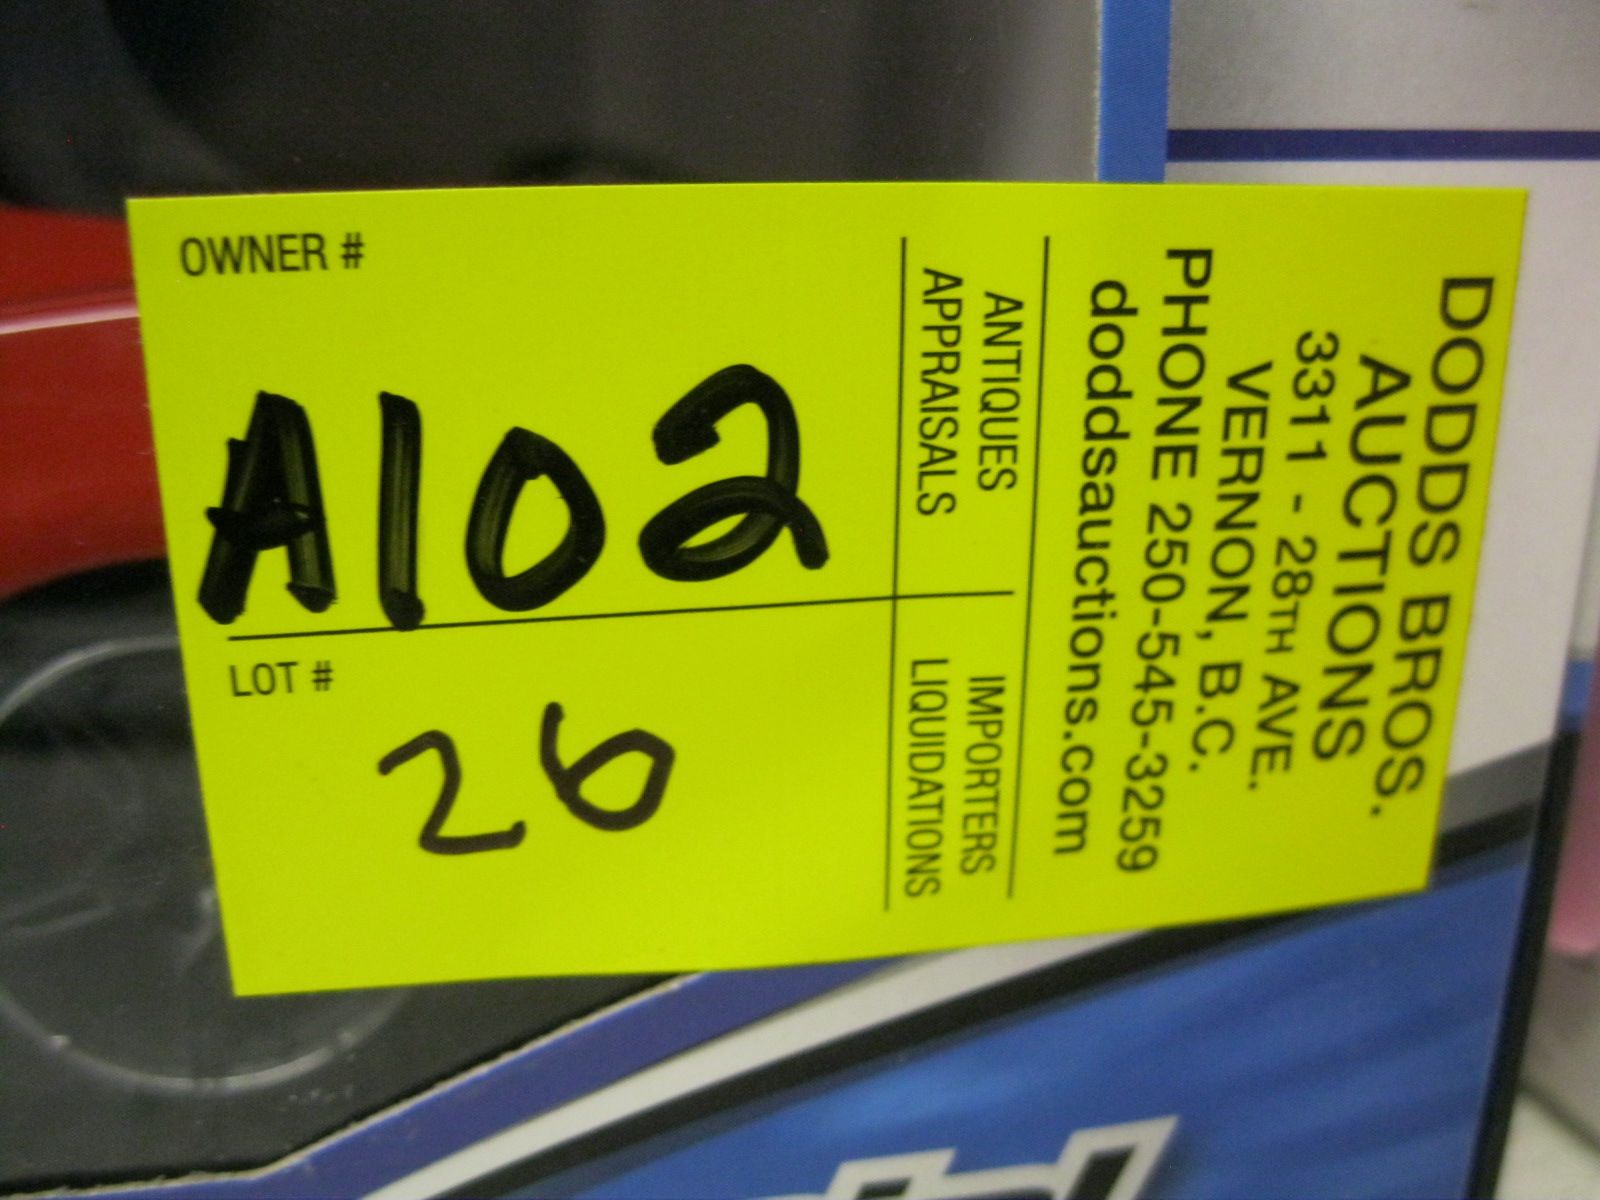 OWNER #
A102
LOT #
26
DODDS BROS.
AUCTIONS
3311 - 28TH AVE.
VERNON, B.C.
PHONE 250-545-3259
doddsauctions.com
ANTIQUES
APPRAISALS
IMPORTERS
LIQUIDATIONS